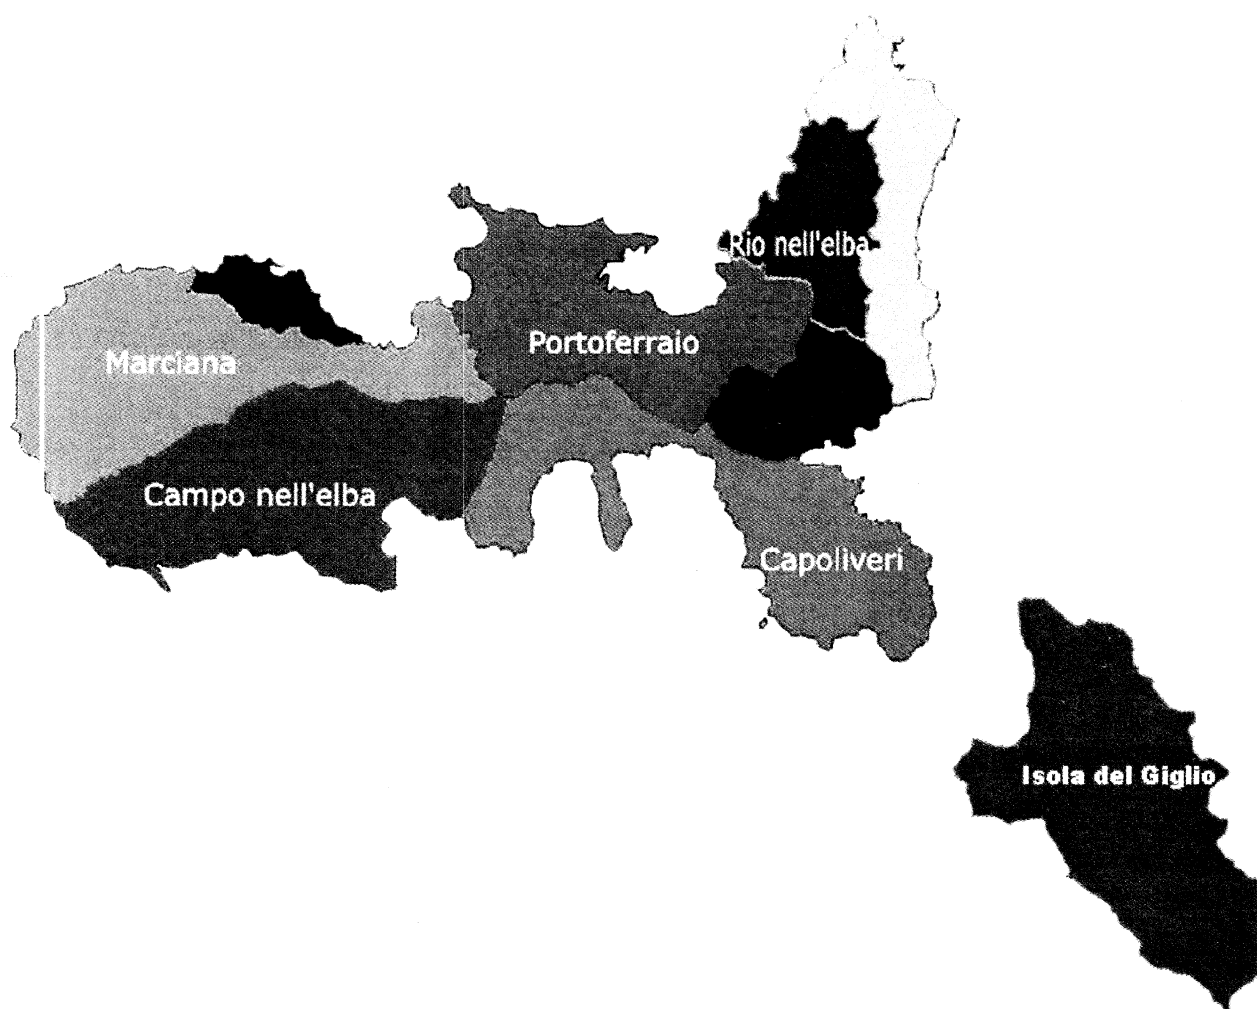 Rio nell'elba
Portoferraio
Marciana
Campo nell'elba
Capoliveri
Isola del Giglio